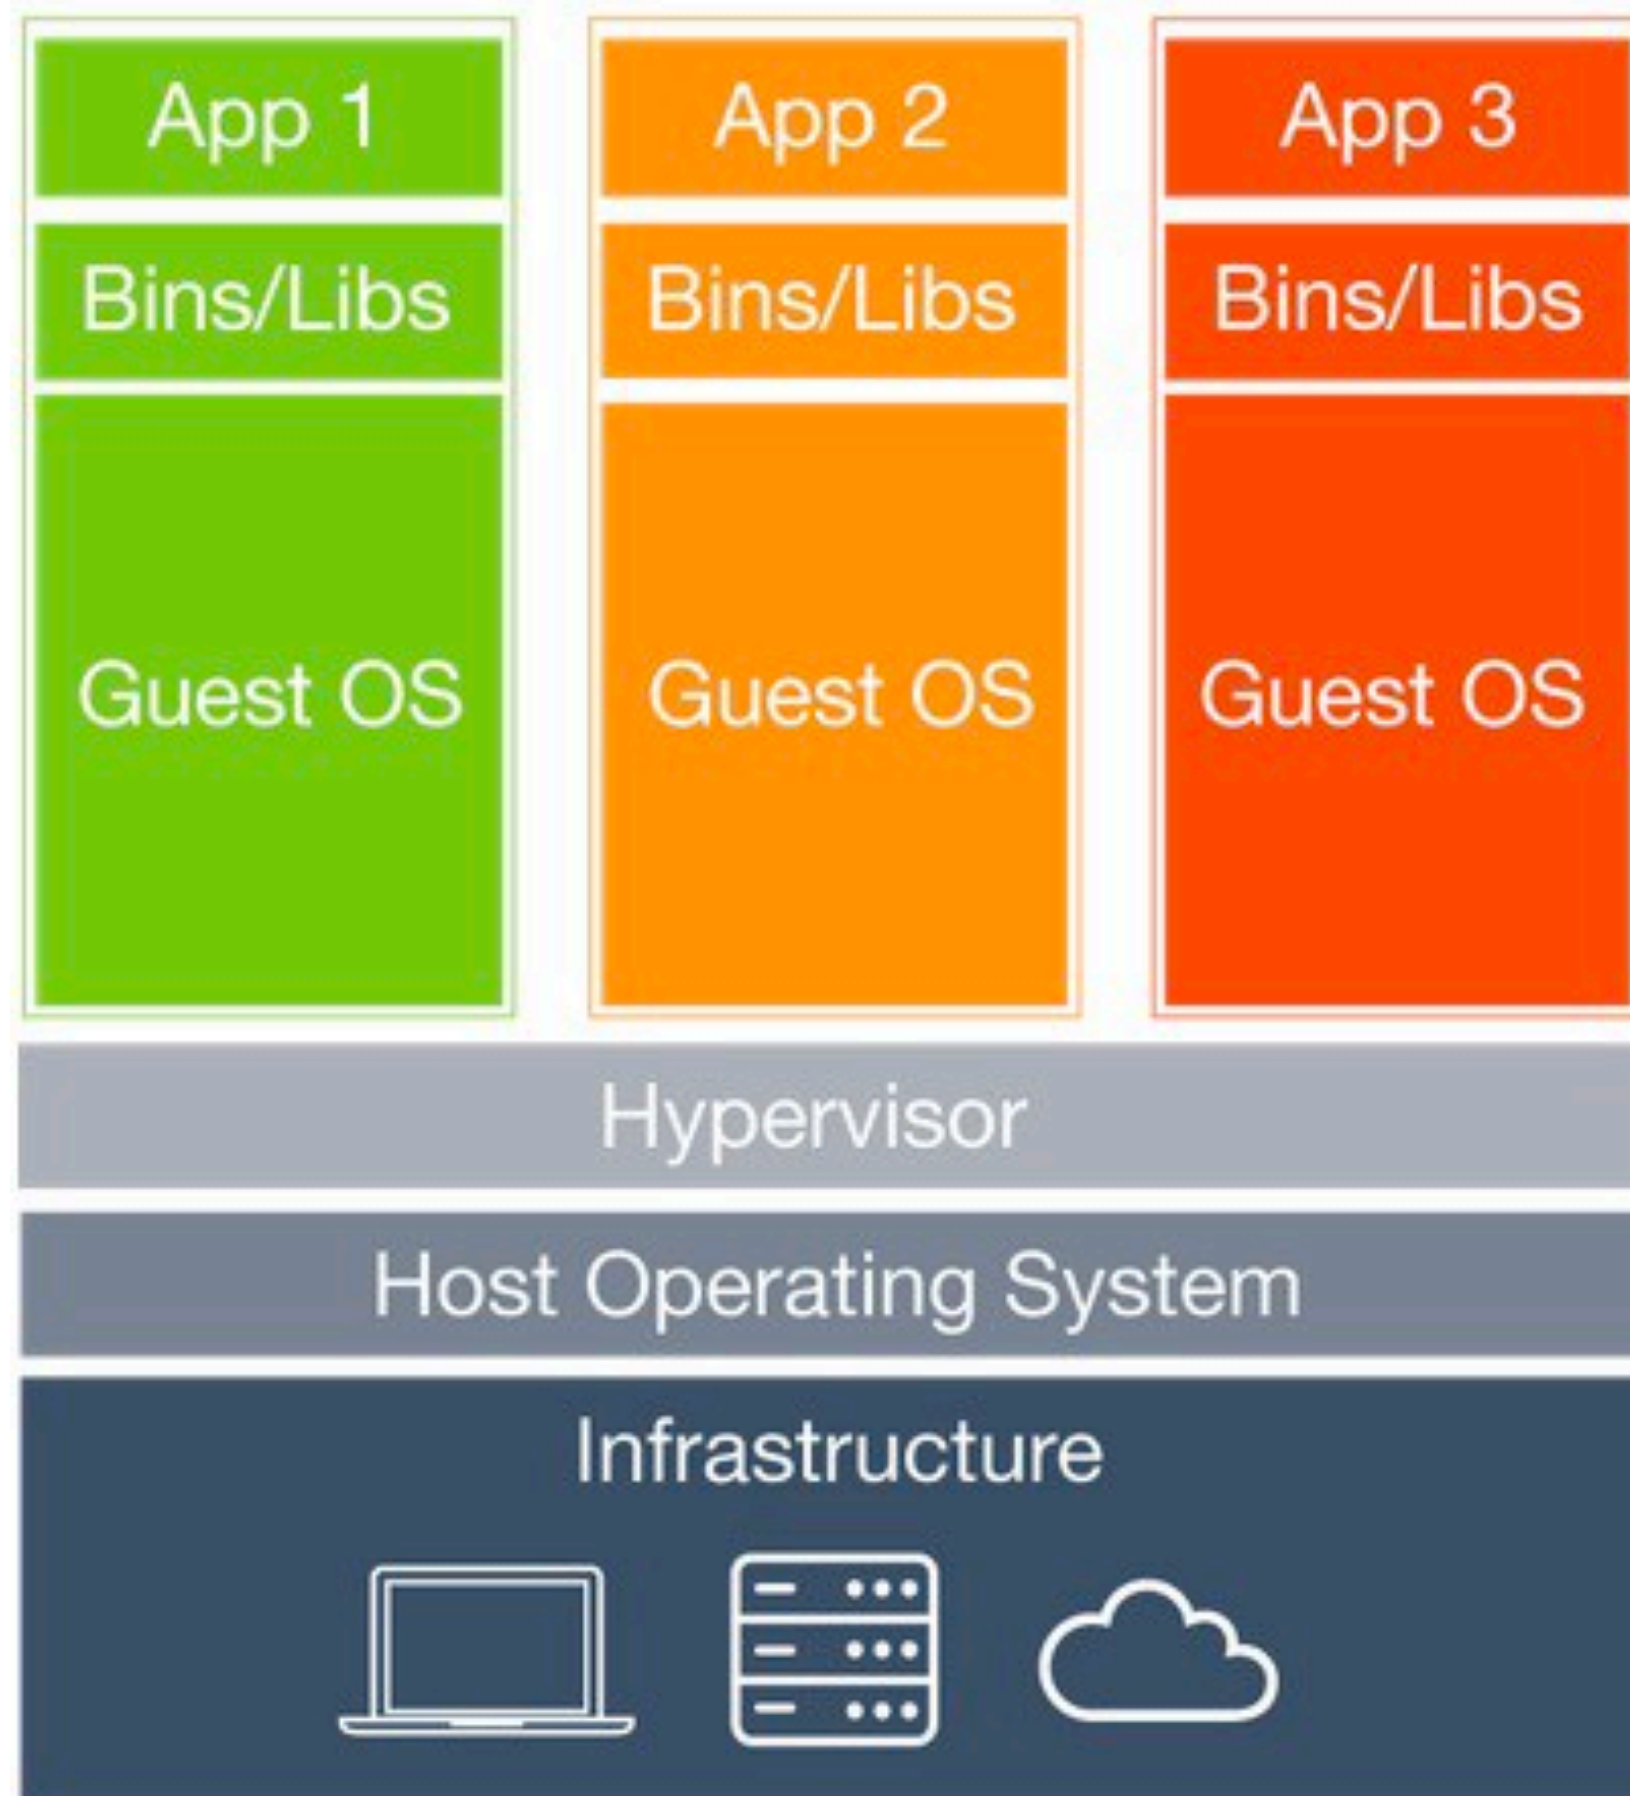 App 1
App 2
App 3
Bins/Libs
Bins/Libs
Bins/Libs
Guest OS
Guest OS
Guest OS
Hypervisor
Host Operating System
Infrastructure